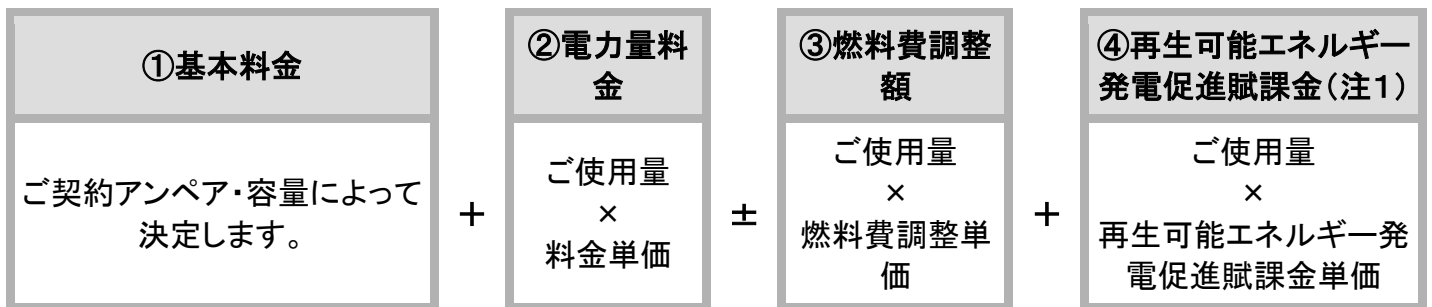 ①基本料金
ご契約アンペア・容量によって
決定します。
+
②電力量料
金
ご使用量
×
料金単価
±
③燃料費調整
額
ご使用量
×
燃料費調整単
価
+
④再生可能エネルギー
発電促進賦課金(注1)
ご使用量
×
再生可能エネルギー発
電促進賦課金単価